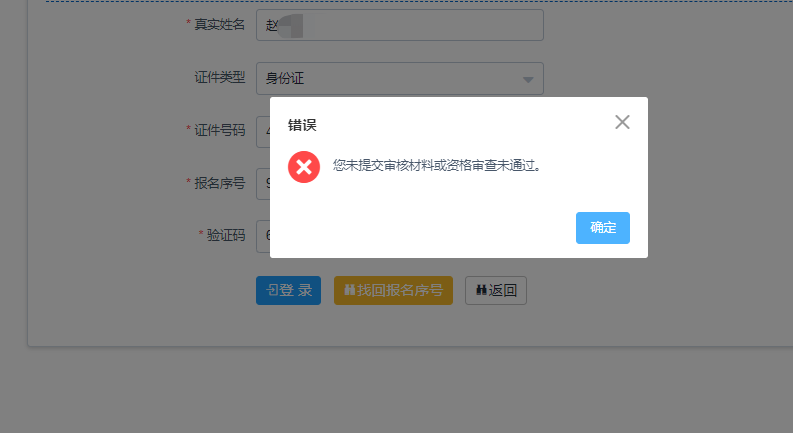 * 真实姓名 赵
证件类型 身份证
* 证件号码
错误
您未提交审核材料或资格审查未通过。
* 报名序号 9
确定
* 验证码 6
登 录 找回报名序号 返回